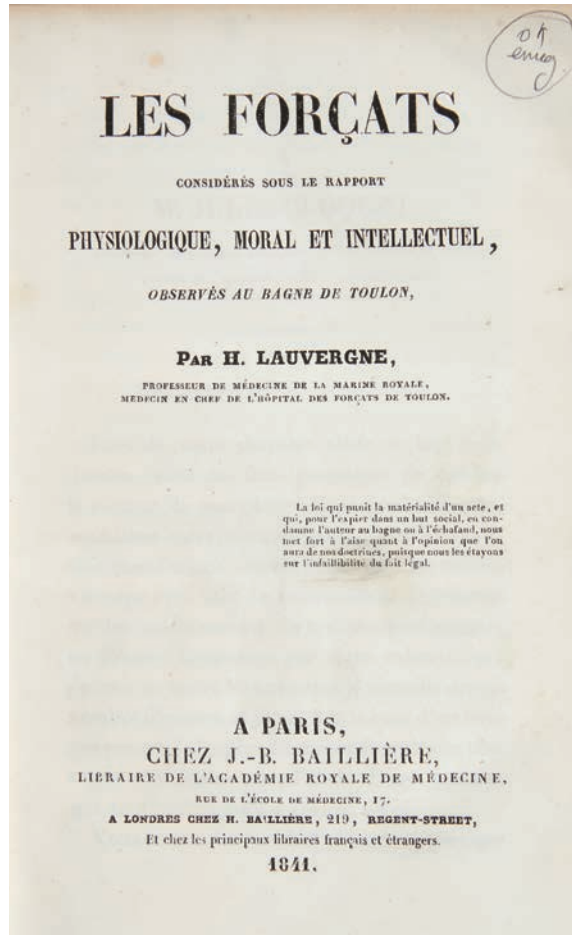 ok
enreg
LES FORÇATS
CONSIDÉRÉS SOUS LE RAPPORT
PHYSIOLOGIQUE, MORAL ET INTELLECTUEL,
OBSERVÉS AU BAGNE DE TOULON,
PAR H. LAUVERGNE,
PROFESSEUR DE MÉDECINE DE LA MARINE ROYALE,
MÉDECIN EN CHEF DE L'HÔPITAL DES FORÇATS DE TOULON.
La loi qui punit la matérialité d'un acte, et
qui, pour l'expier dans un but social, en con-
damne l'auteur au bagne ou à l'échafaud, nous
met fort à l'aise quant à l'opinion que l'on
aura de nos doctrines, puisque nous les étayons
sur l'infaillibilité du fait légal.
A PARIS,
CHEZ J.-B. BAILLIÈRE,
LIBRAIRE DE L'ACADÉMIE ROYALE DE MÉDECINE,
RUE DE L'ÉCOLE DE MÉDECINE, 17.
A LONDRES CHEZ H. BAILLIÈRE, 219, REGENT-STREET,
Et chez les principaux libraires français et étrangers.
1841.